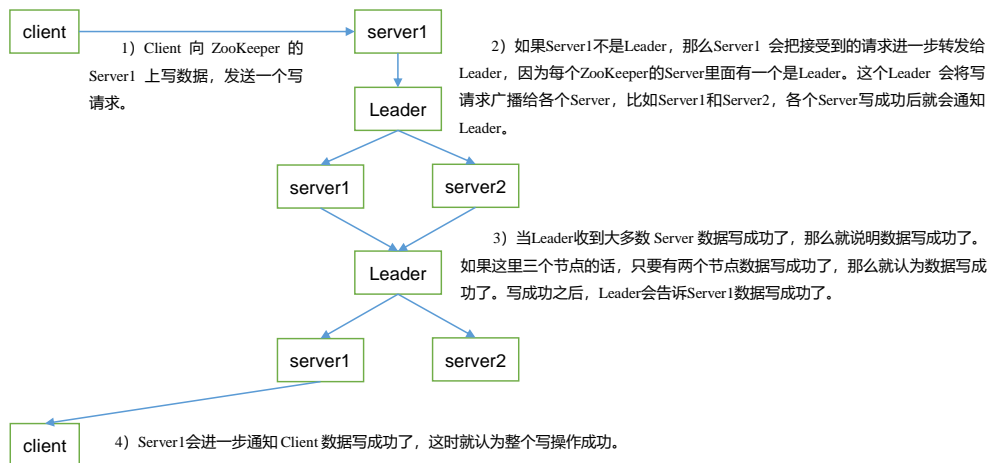 client
server1
1）Client 向 ZooKeeper 的
Server1 上写数据，发送一个写
请求。
2）如果Server1不是Leader，那么Server1 会把接受到的请求进一步转发给
Leader，因为每个ZooKeeper的Server里面有一个是Leader。这个Leader 会将写
请求广播给各个Server，比如Server1和Server2，各个Server写成功后就会通知
Leader。
Leader
server1
server2
3）当Leader收到大多数 Server 数据写成功了，那么就说明数据写成功了。
如果这里三个节点的话，只要有两个节点数据写成功了，那么就认为数据写成
功了。写成功之后，Leader会告诉Server1数据写成功了。
Leader
server1
server2
client
4）Server1会进一步通知 Client 数据写成功了，这时就认为整个写操作成功。